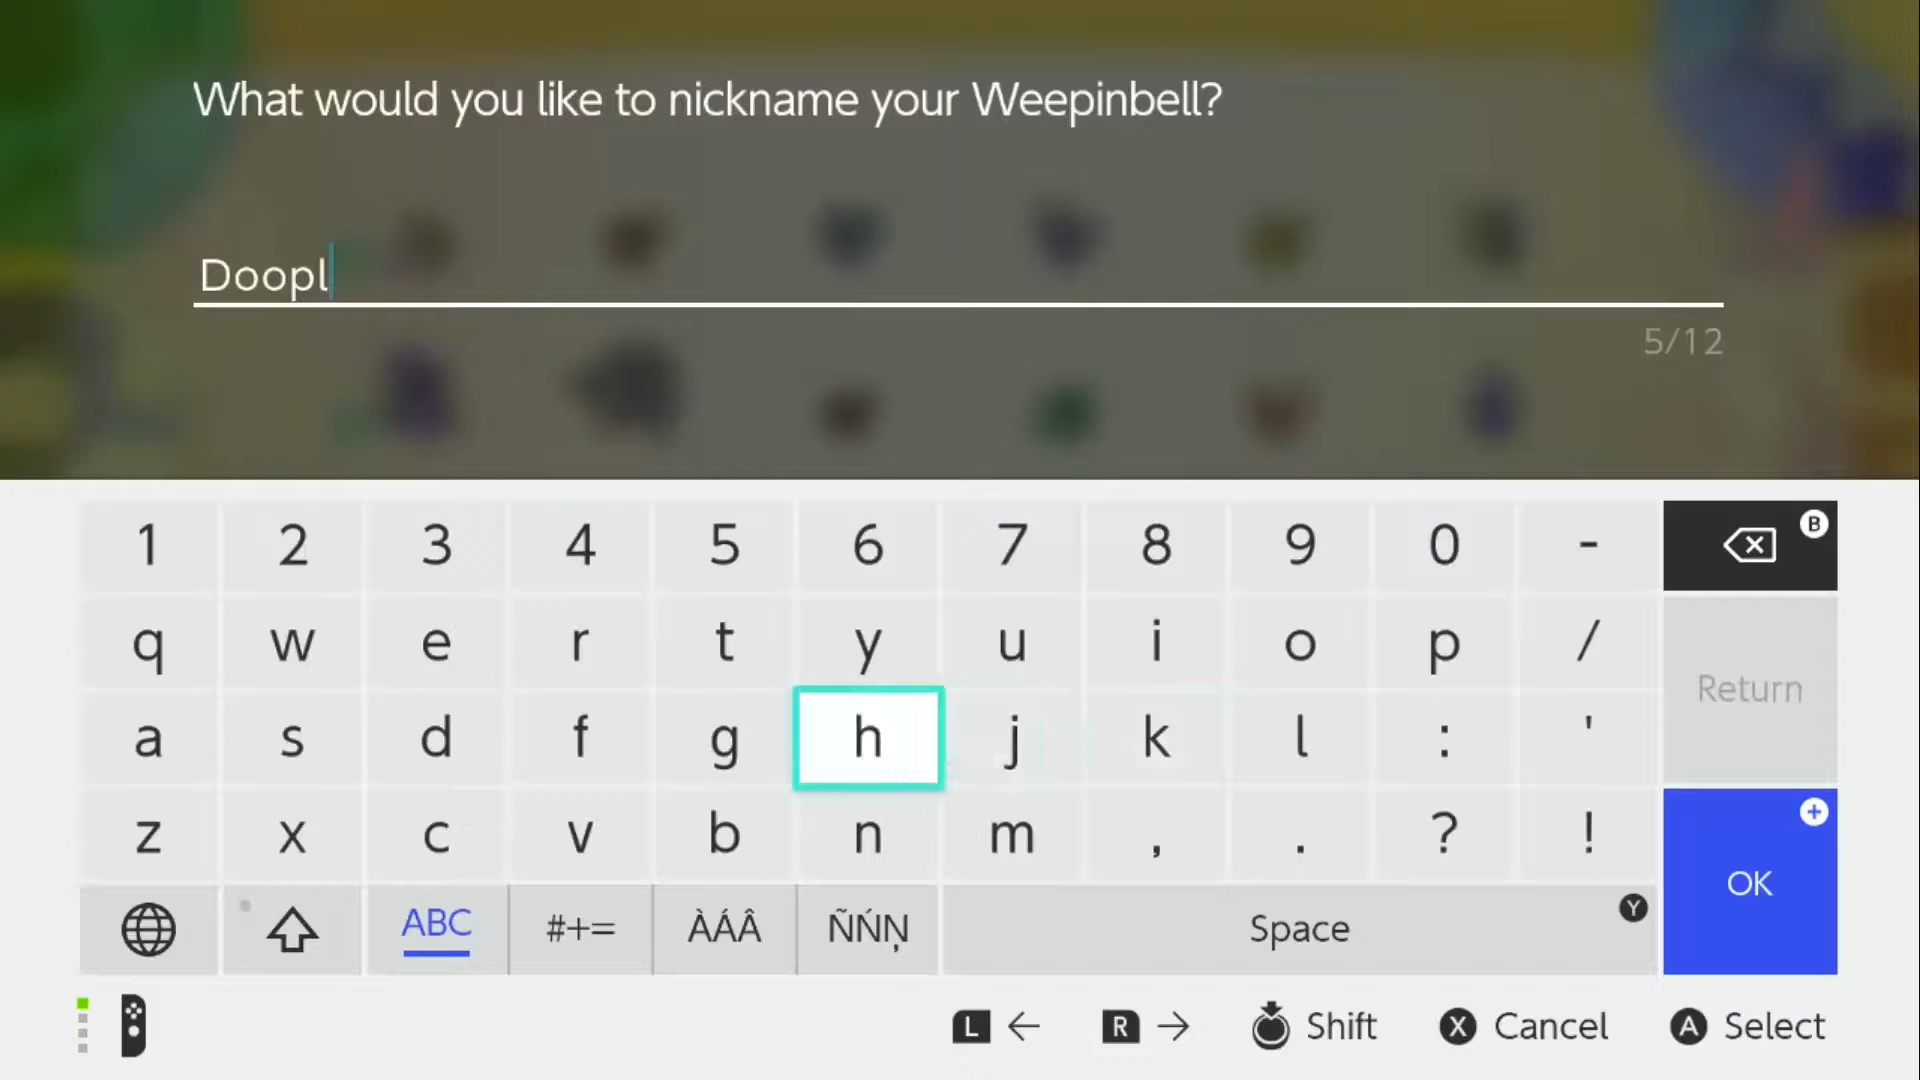 What would you like to nickname your Weepinbell?
Doopl
5/12
1 2 3 4 5 6 7 8 9 0 - B
q w e r t y u i o p / Return
a s d f g h j k l : '
z x c v b n m , . ? ! + OK
ABC #+= ÀÁÂ ÑŃŅ Space Y
L ← R → Shift X Cancel A Select